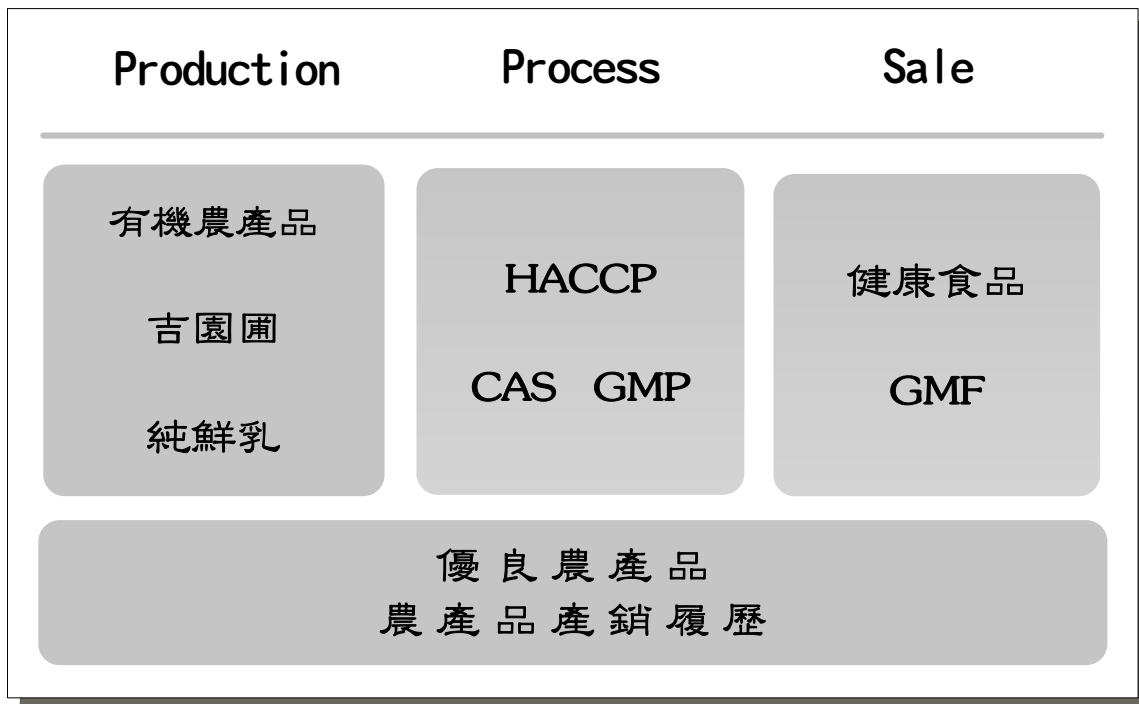 Production
Process
Sale
有機農產品
吉園圃
純鮮乳
HACCP
CAS GMP
健康食品
GMF
優良農產品
農產品產銷履歷